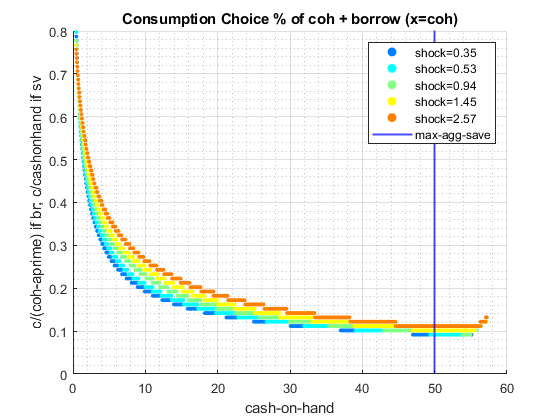 Consumption Choice % of coh + borrow (x=coh)
c/(coh-aprime) if br, c/cashonhand if sv
0.8
0.7
0.6
0.5
0.4
0.3
0.2
0.1
0
shock=0.35
shock=0.53
shock=0.94
shock=1.45
shock=2.57
max-agg-save
0 10 20 30 40 50 60
cash-on-hand